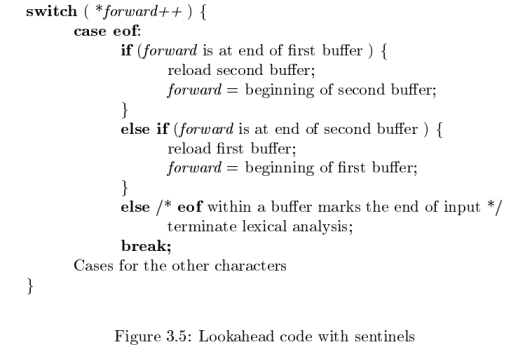 switch ( *forward++ ) {
case eof:
if (forward is at end of first buffer ) {
reload second buffer;
forward = beginning of second buffer;
}
else if (forward is at end of second buffer ) {
reload first buffer;
forward = beginning of first buffer;
}
else /* eof within a buffer marks the end of input */
terminate lexical analysis;
break;
Cases for the other characters
}
Figure 3.5: Lookahead code with sentinels